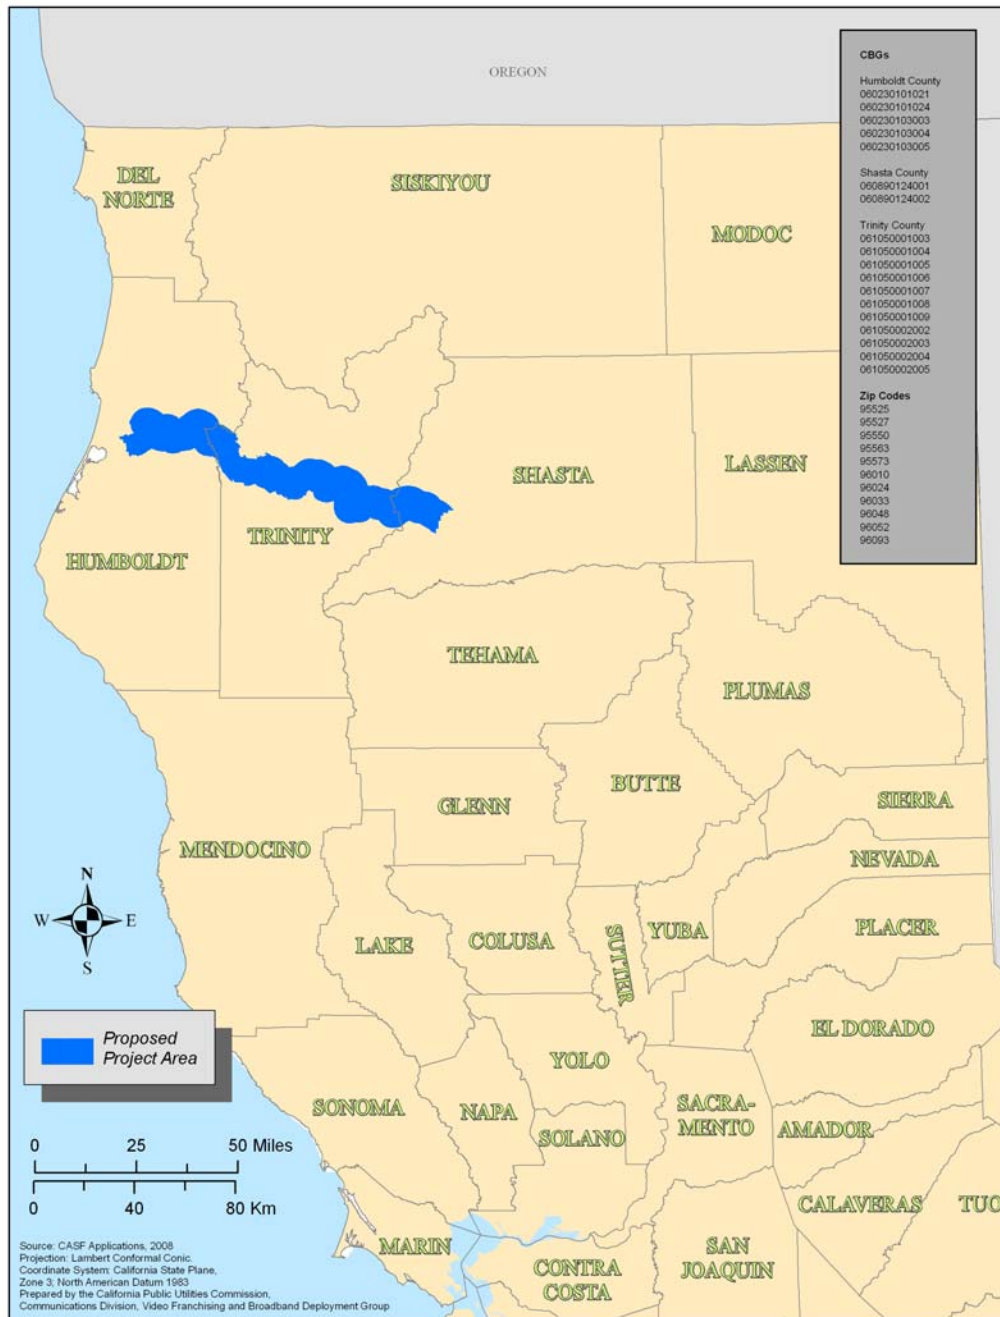 OREGON
CBGs
Humboldt County
060230101021
060230101024
060230103003
060230103004
060230103005
Shasta County
060890124001
060890124002
Trinity County
061050001003
061050001004
061050001005
061050001006
061050001007
061050001008
061050001009
061050002002
061050002003
061050002004
061050002005
Zip Codes
95525
95527
95550
95563
95573
96010
96024
96033
96048
96052
96093
DEL
NORTE
SISKIYOU
MODOC
SHASTA
LASSEN
TRINITY
HUMBOLDT
TEHAMA
PLUMAS
BUTTE
GLENN
SIERRA
MENDOCINO
NEVADA
LAKE
COLUSA
SUTTER
YUBA
PLACER
N
W
E
S
EL DORADO
Proposed
Project Area
YOLO
SONOMA
NAPA
SACRA-
MENTO
SOLANO
AMADOR
CALAVERAS
TUO
0 25 50 Miles
0 40 80 Km
MARIN
CONTRA
COSTA
SAN
JOAQUIN
Source: CASF Applications, 2008
Projection: Lambert Conformal Conic.
Coordinate System: California State Plane,
Zone 3; North American Datum 1983
Prepared by the California Public Utilities Commission,
Communications Division, Video Franchising and Broadband Deployment Group